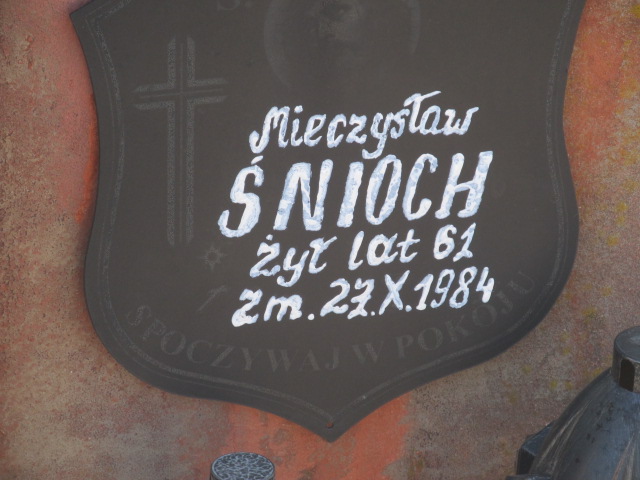 Ś.
Mieczysław
ŚNIOCH
żył lat 61
zm. 27.X.1984
SPOCZYWAJ W POKOJU